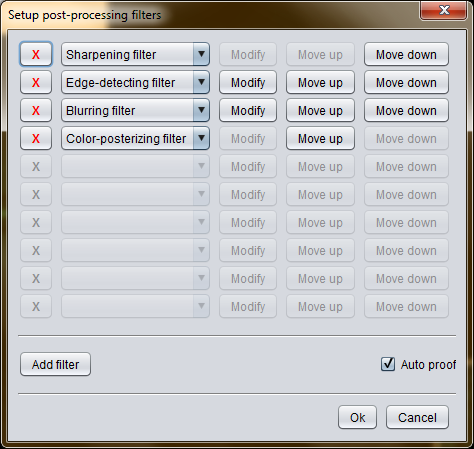 Setup post-processing filters
X Sharpening filter Modify Move up Move down
X Edge-detecting filter Modify Move up Move down
X Blurring filter Modify Move up Move down
X Color-posterizing filter Modify Move up Move down
X Modify Move up Move down
X Modify Move up Move down
X Modify Move up Move down
X Modify Move up Move down
X Modify Move up Move down
X Modify Move up Move down
Add filter Auto proof
Ok Cancel